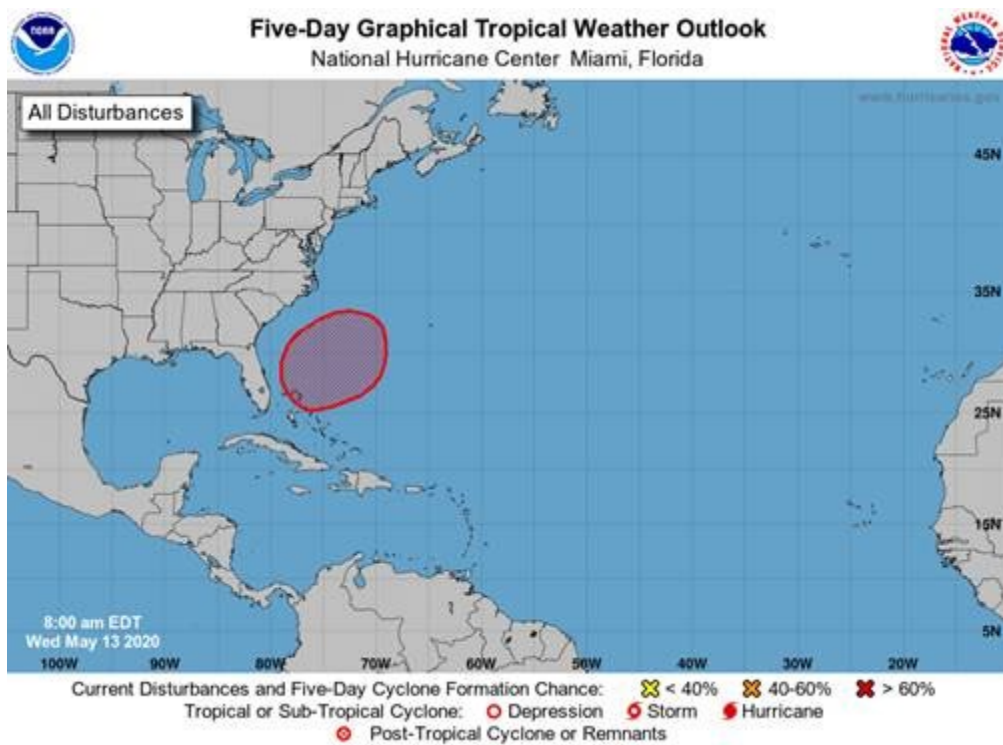 Five-Day Graphical Tropical Weather Outlook
National Hurricane Center Miami, Florida
NOAA
All Disturbances
www.hurricanes.gov
45N
35N
25N
15N
5N
8:00 am EDT
Wed May 13 2020
100W 90W 80W 70W 60W 50W 40W 30W 20W
Current Disturbances and Five-Day Cyclone Formation Chance: < 40% 40-60% > 60%
Tropical or Sub-Tropical Cyclone: Depression Storm Hurricane
Post-Tropical Cyclone or Remnants